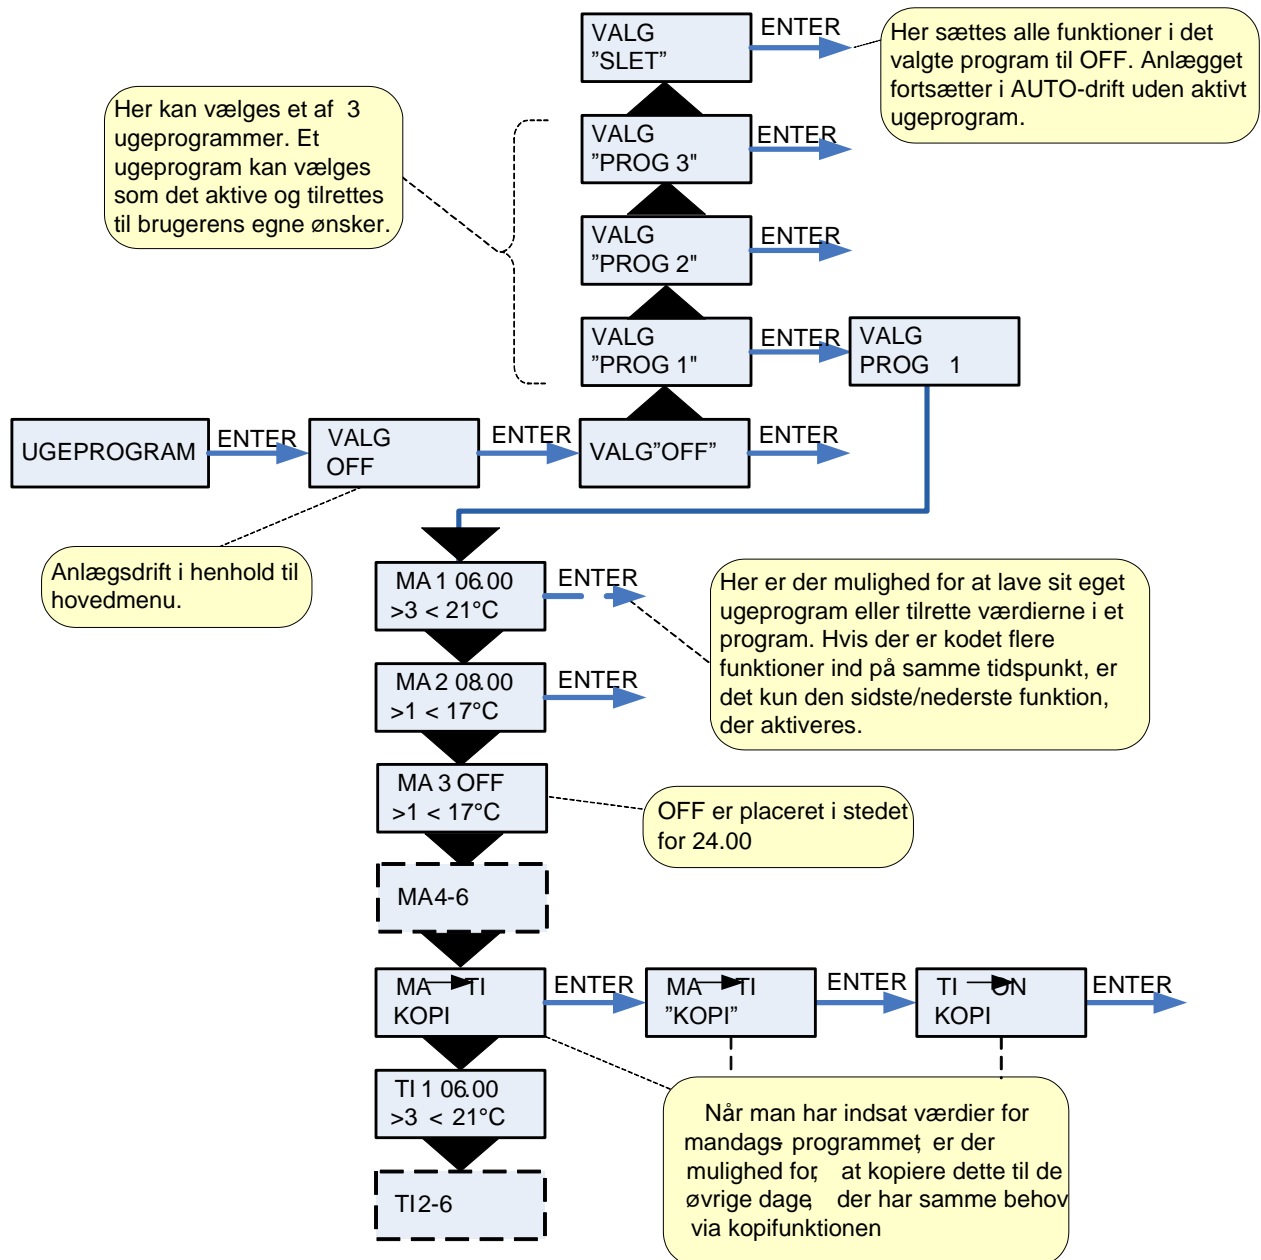 VALG
"SLET"
ENTER
Her sættes alle funktioner i det
valgte program til OFF. Anlægget
fortsætter i AUTO-drift uden aktivt
ugeprogram.
Her kan vælges et af 3
ugeprogrammer. Et
ugeprogram kan vælges
som det aktive og tilrettes
til brugerens egne ønsker.
VALG
"PROG 3"
ENTER
VALG
"PROG 2"
ENTER
VALG
"PROG 1"
ENTER
VALG
PROG 1
UGEPROGRAM
ENTER
VALG
OFF
ENTER
VALG"OFF"
ENTER
Anlægsdrift i henhold til
hovedmenu.
MA 1 06.00
>3 < 21°C
ENTER
Her er der mulighed for at lave sit eget
ugeprogram eller tilrette værdierne i et
program. Hvis der er kodet flere
funktioner ind på samme tidspunkt, er
det kun den sidste/nederste funktion,
der aktiveres.
MA 2 08.00
>1 < 17°C
ENTER
MA 3 OFF
>1 < 17°C
OFF er placeret i stedet
for 24.00
MA4-6
MA → TI
KOPI
ENTER
MA → TI
"KOPI"
ENTER
TI → ON
KOPI
ENTER
TI 1 06.00
>3 < 21°C
Når man har indsat værdier for
mandags- programmet, er der
mulighed for, at kopiere dette til de
øvrige dage, der har samme behov
via kopifunktionen
TI2-6